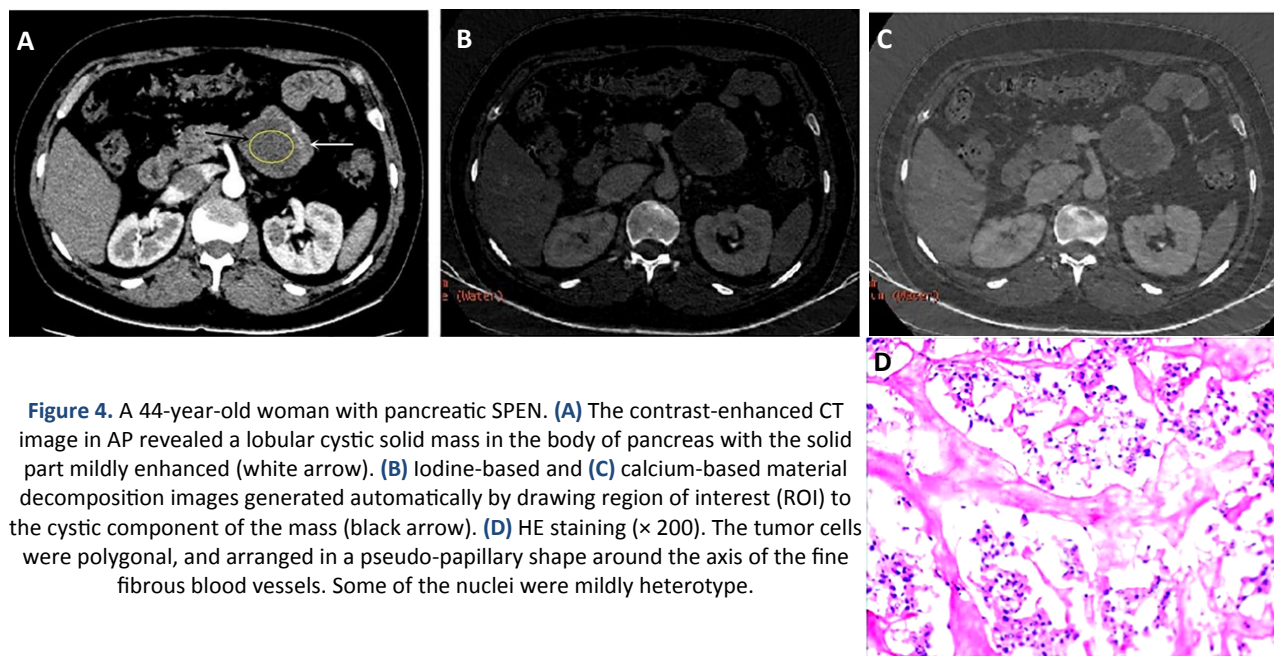 A
B
C
e (Water)
(Water)
D
Figure 4. A 44-year-old woman with pancreatic SPEN. (A) The contrast-enhanced CT
image in AP revealed a lobular cystic solid mass in the body of pancreas with the solid
part mildly enhanced (white arrow). (B) Iodine-based and (C) calcium-based material
decomposition images generated automatically by drawing region of interest (ROI) to
the cystic component of the mass (black arrow). (D) HE staining (× 200). The tumor cells
were polygonal, and arranged in a pseudo-papillary shape around the axis of the fine
fibrous blood vessels. Some of the nuclei were mildly heterotype.